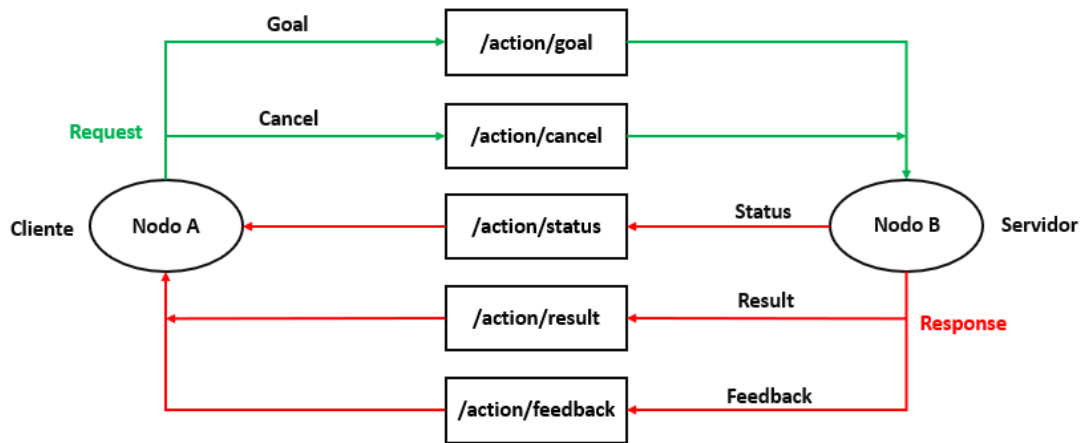 Goal
/action/goal
Cancel
/action/cancel
Request
Cliente
Nodo A
/action/status
Status
Nodo B
Servidor
/action/result
Result
Response
/action/feedback
Feedback